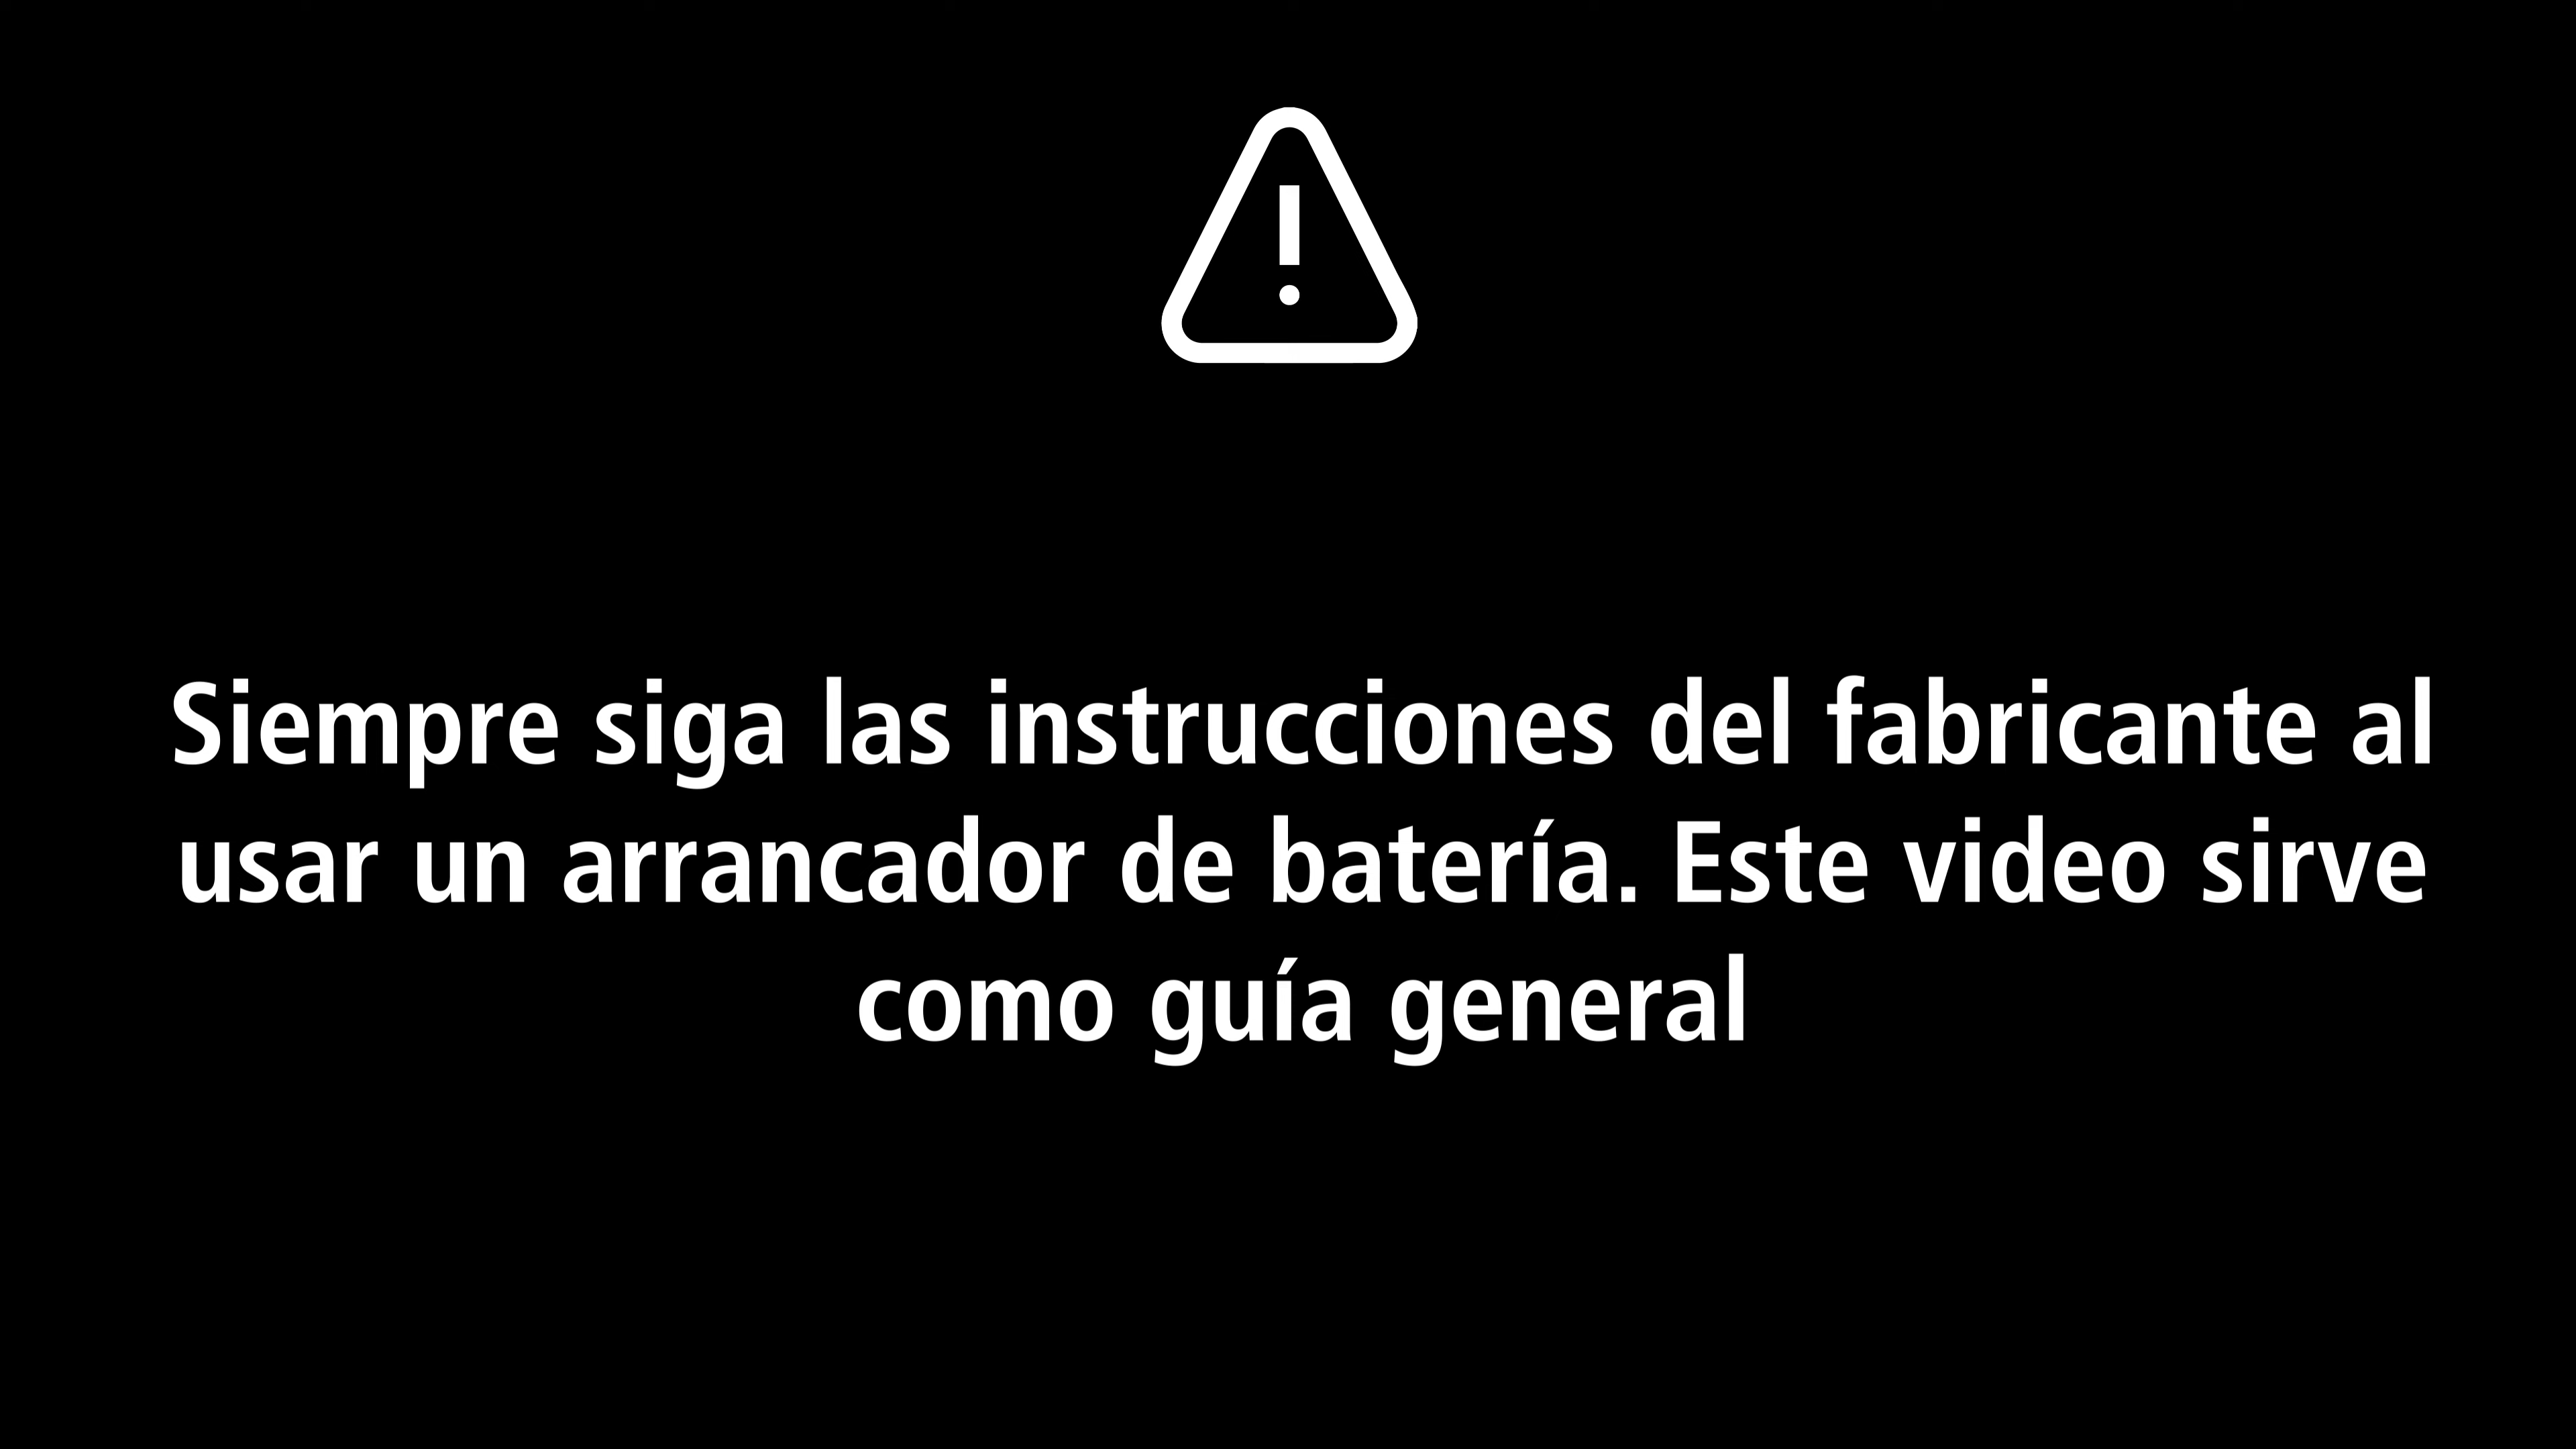 Siempre siga las instrucciones del fabricante al
usar un arrancador de batería. Este video sirve
como guía general